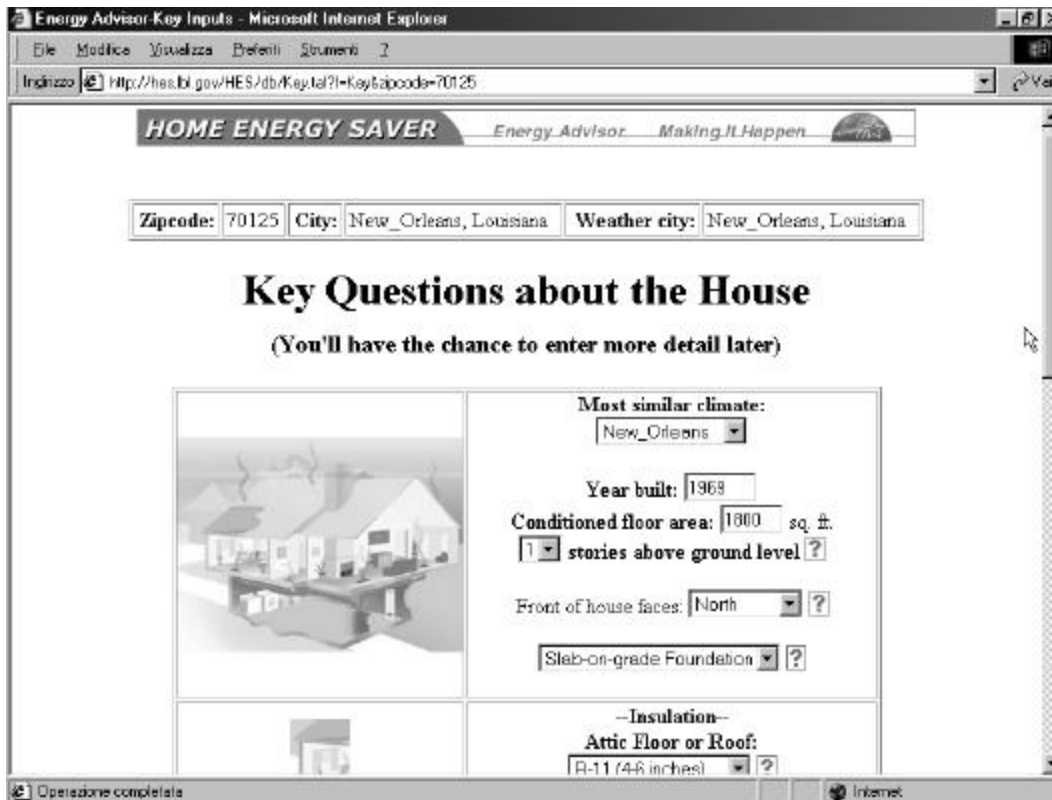 Energy Advisor-Key Inputs - Microsoft Internet Explorer
File Modifica Visualizza Preferiti Strumenti ?
Indirizzo http://hes.lbl.gov/HES/db/Key.taf?f=Key&zipcode=70125 Vai
HOME ENERGY SAVER Energy Advisor Making It Happen
Zipcode: 70125 City: New_Orleans, Louisiana Weather city: New_Orleans, Louisiana
Key Questions about the House
(You'll have the chance to enter more detail later)
Most similar climate:
New_Orleans
Year built: 1969
Conditioned floor area: 1800 sq. ft.
1 stories above ground level ?
Front of house faces: North ?
Slab-on-grade Foundation ?
--Insulation--
Attic Floor or Roof:
R-11 (4-6 inches) ?
Operazione completata Internet